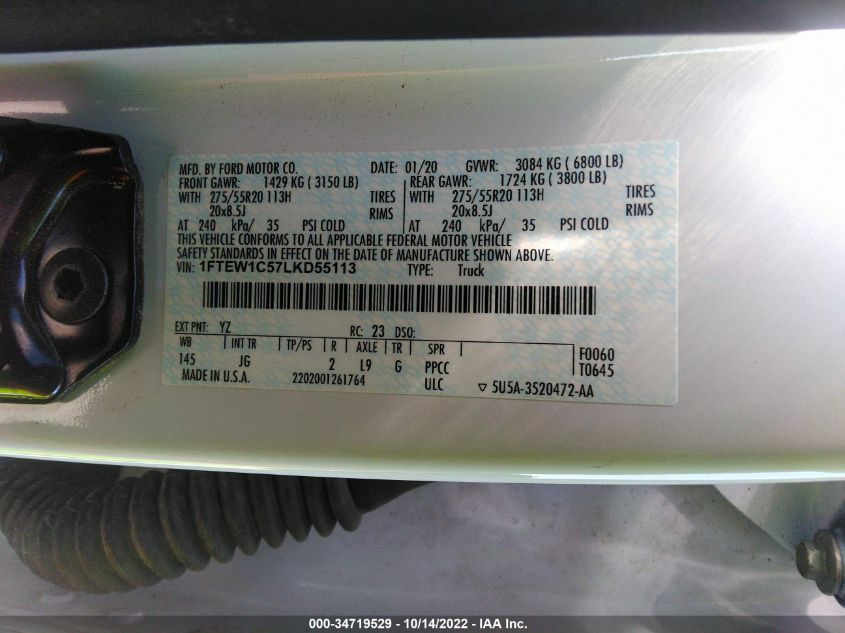 MFD. BY FORD MOTOR CO. DATE: 01/20 GVWR: 3084 KG ( 6800 LB)
FRONT GAWR: 1429 KG ( 3150 LB) REAR GAWR: 1724 KG ( 3800 LB)
WITH 275/55R20 113H TIRES WITH 275/55R20 113H TIRES
20x8.5J RIMS 20x8.5J RIMS
AT 240 kPa/ 35 PSI COLD AT 240 kPa/ 35 PSI COLD
THIS VEHICLE CONFORMS TO ALL APPLICABLE FEDERAL MOTOR VEHICLE
SAFETY STANDARDS IN EFFECT ON THE DATE OF MANUFACTURE SHOWN ABOVE.
VIN: 1FTEW1C57LKD55113 TYPE: Truck
EXT PNT: YZ RC: 23 DSO:
WB INT TR TP/PS R AXLE TR SPR F0060
145 JG 2 L9 G PPCC T0645
MADE IN U.S.A. 2202001261764 ULC ▽ 5U5A-3520472-AA
000-34719529 - 10/14/2022 - IAA Inc.